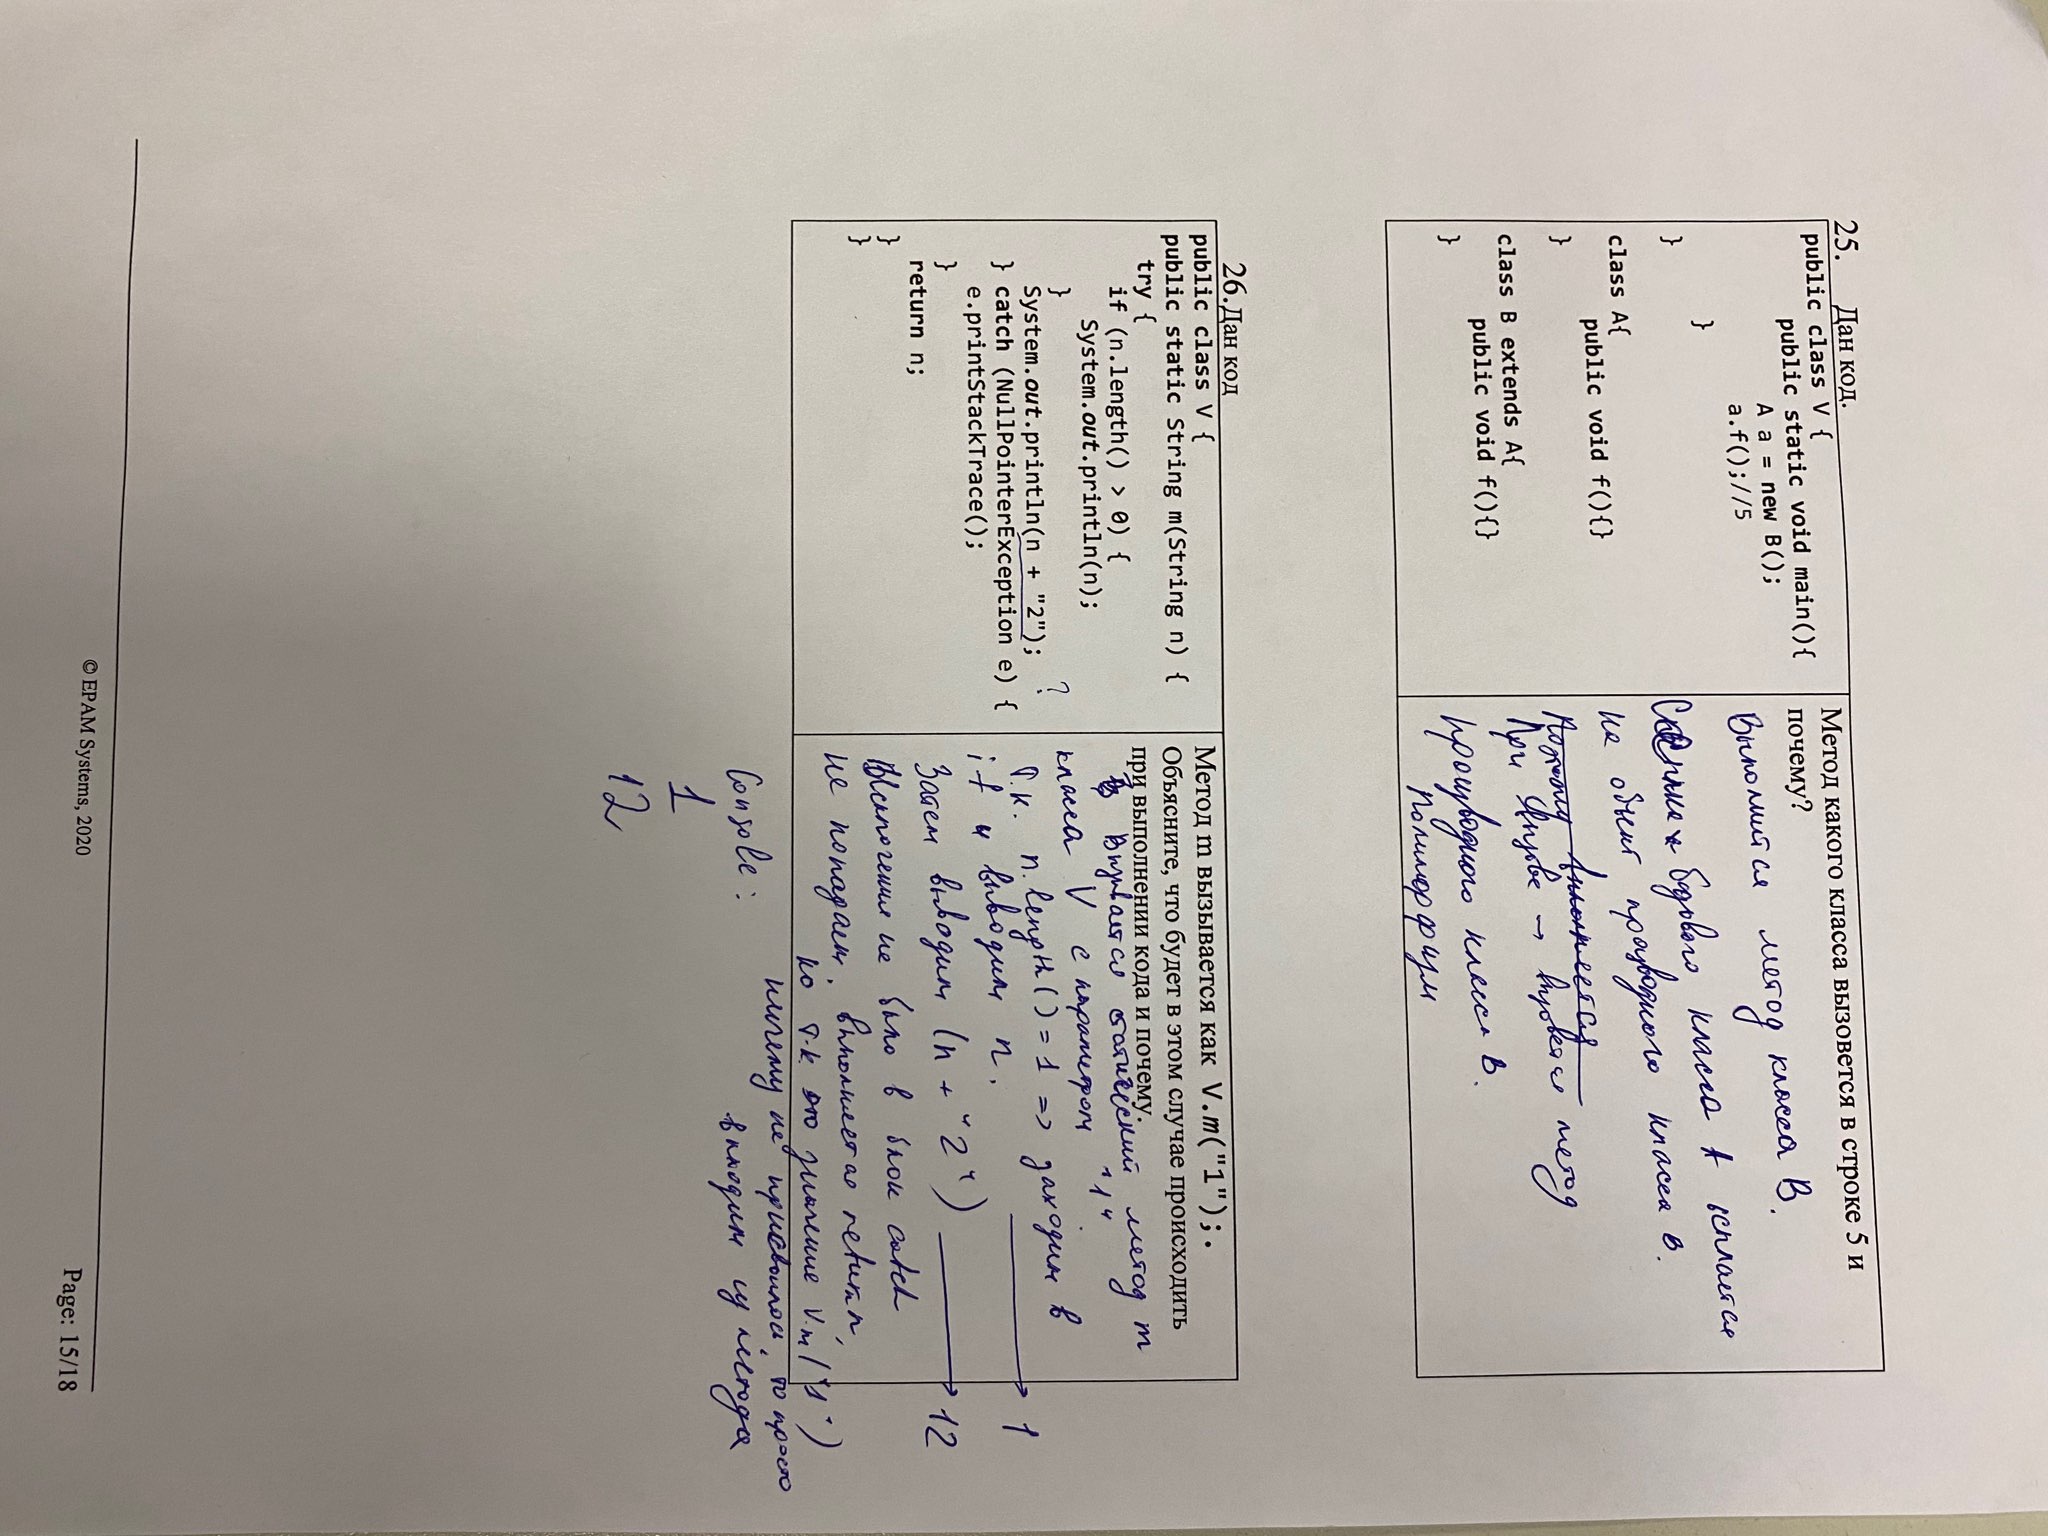 25. Дан код.
public class V {
public static void main(){
A a = new B();
a.f();//5
}
}
class A{
public void f(){}
}
class B extends A{
public void f(){}
}
Метод какого класса вызовется в строке 5 и
почему?
Выполнится метод класса B.
базового класса A ссылается
на объект производного класса B.
При вызове → вызовется метод
производного класса B.
Полиморфизм
26.Дан код
public class V {
public static String m(String n) {
try {
if (n.length() > 0) {
System.out.println(n);
}
System.out.println(n + "2"); ?
} catch (NullPointerException e) {
e.printStackTrace();
}
return n;
}
}
Метод m вызывается как V.m("1");.
Объясните, что будет в этом случае происходить
при выполнении кода и почему.
Вызывается статический метод m
класса V с параметром "1"
т.к. n.length() = 1 => заходим в
if и выводим n. → 1
Затем выводим (n + "2") → 12
Исключения не было в блок catch
не попадаем. Выполняется return n,
но т.к. это значение V.m("1")
ничему не присвоилось, то просто
выходим из метода
Console:
1
12
© EPAM Systems, 2020
Page: 15/18